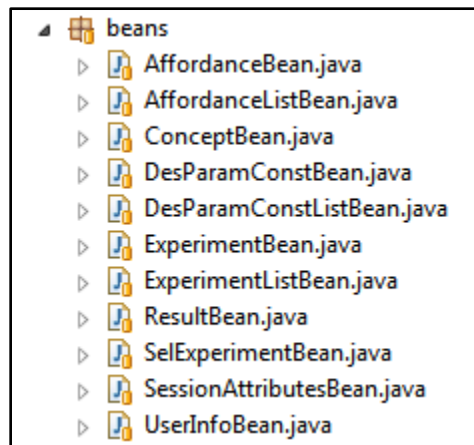 beans
AffordanceBean.java
AffordanceListBean.java
ConceptBean.java
DesParamConstBean.java
DesParamConstListBean.java
ExperimentBean.java
ExperimentListBean.java
ResultBean.java
SelExperimentBean.java
SessionAttributesBean.java
UserInfoBean.java